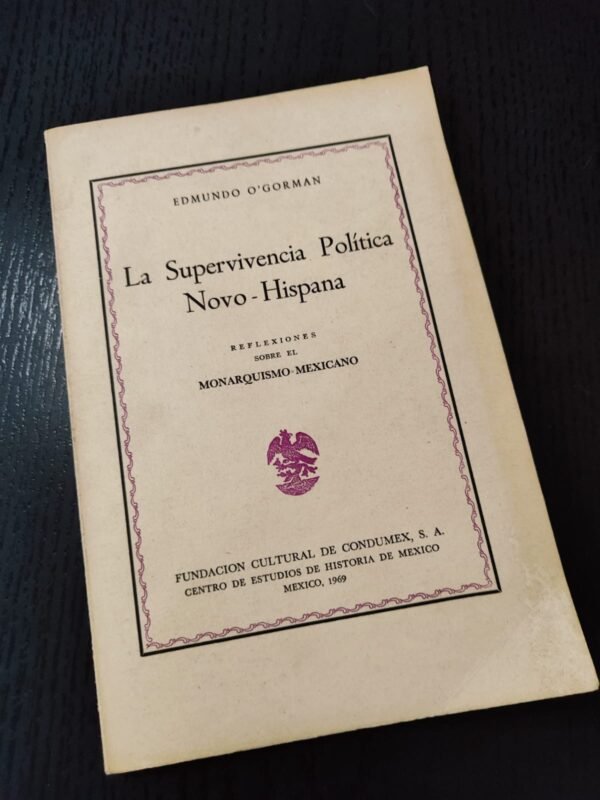 EDMUNDO O'GORMAN
La Supervivencia Política
Novo-Hispana
REFLEXIONES
SOBRE EL
MONARQUISMO MEXICANO
FUNDACION CULTURAL DE CONDUMEX, S. A.
CENTRO DE ESTUDIOS DE HISTORIA DE MEXICO
MEXICO, 1969